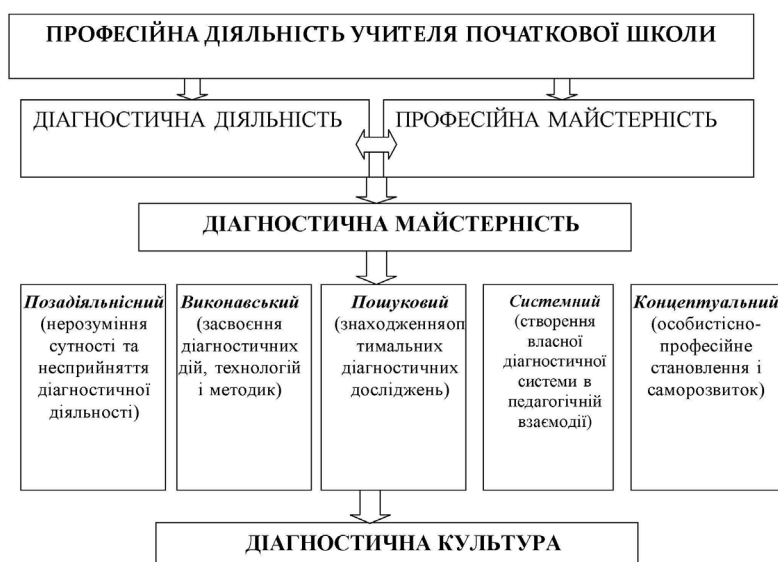 ПРОФЕСІЙНА ДІЯЛЬНІСТЬ УЧИТЕЛЯ ПОЧАТКОВОЇ ШКОЛИ
ДІАГНОСТИЧНА ДІЯЛЬНІСТЬ
ПРОФЕСІЙНА МАЙСТЕРНІСТЬ
ДІАГНОСТИЧНА МАЙСТЕРНІСТЬ
Позадіяльнісний
(нерозуміння
сутності та
несприйняття
діагностичної
діяльності)
Виконавський
(засвоєння
діагностичних
дій, технологій
і методик)
Пошуковий
(знаходженняоп
тимальних
діагностичних
досліджень)
Системний
(створення
власної
діагностичної
системи в
педагогічній
взаємодії)
Концептуальний
(особистісно-
професійне
становлення і
саморозвиток)
ДІАГНОСТИЧНА КУЛЬТУРА